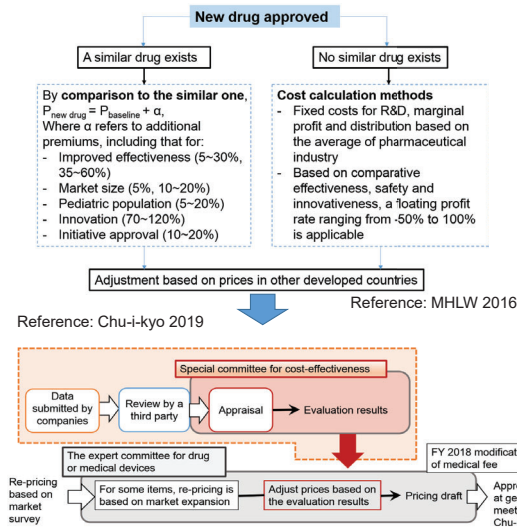 New drug approved
A similar drug exists
No similar drug exists
By comparison to the similar one,
Pnew drug = Pbaseline + α,
Where α refers to additional
premiums, including that for:
- Improved effectiveness (5~30%,
35~60%)
- Market size (5%, 10~20%)
- Pediatric population (5~20%)
- Innovation (70~120%)
- Initiative approval (10~20%)
Cost calculation methods
- Fixed costs for R&D, marginal
profit and distribution based on
the average of pharmaceutical
industry
- Based on comparative
effectiveness, safety and
innovativeness, a floating profit
rate ranging from -50% to 100%
is applicable
Adjustment based on prices in other developed countries
Reference: MHLW 2016
Reference: Chu-i-kyo 2019
Special committee for cost-effectiveness
Data
submitted by
companies
Review by a
third party
Appraisal
Evaluation results
The expert committee for drug
or medical devices
FY 2018 modificat
of medical fee
Re-pricing
based on
market
survey
For some items, re-pricing is
based on market expansion
Adjust prices based on
the evaluation results
Pricing draft
Appro
at ge
meet
Chu-